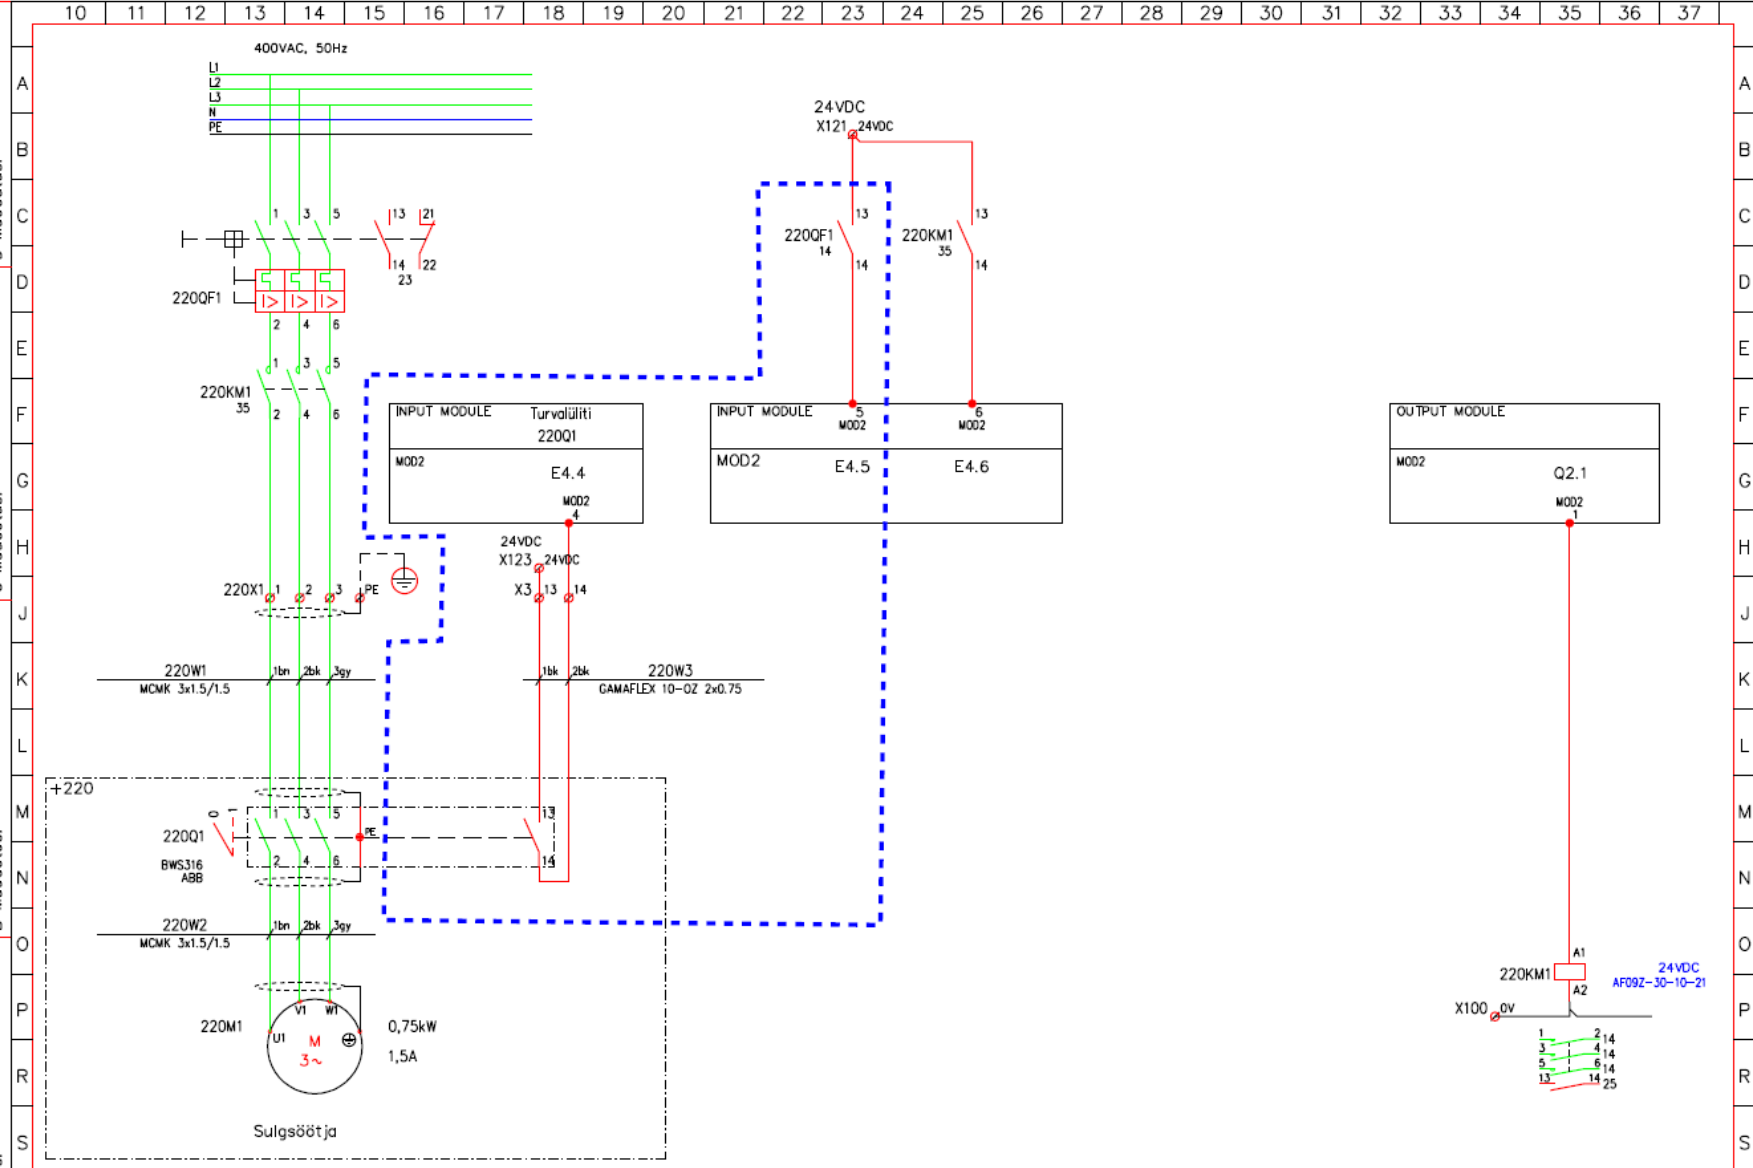 10 11 12 13 14 15 16 17 18 19 20 21 22 23 24 25 26 27 28 29 30 31 32 33 34 35 36 37
400VAC, 50Hz
L1
L2
L3
N
PE
A A
24VDC
X121 24VDC
B B
C C
1 3 5 13 21
13 13
220QF1 220KM1
14 35
14 22 14 14
23
D D
220QF1
I> I> I>
2 4 6
E E
1 3 5
220KM1
35
2 4 6
F F
INPUT MODULE Turvalüliti
220Q1
MOD2
E4.4
MOD2
4
INPUT MODULE 5 6
MOD2 MOD2
MOD2 E4.5 E4.6
OUTPUT MODULE
MOD2
Q2.1
MOD2
1
G G
H H
24VDC
X123 24VDC
220X1 1 2 3 PE
X3 13 14
J J
K K
220W1 1bn 2bk 3gy
MCMK 3x1.5/1.5
1bk 2bk 220W3
GAMAFLEX 10-OZ 2x0.75
L L
+220
M M
0 1 1 3 5 13
220Q1 PE
BWS316
ABB
2 4 6 14
N N
220W2 1bn 2bk 3gy
MCMK 3x1.5/1.5
O O
A1
220KM1 24VDC
AF09Z-30-10-21
A2
P P
X100 0V
V1 W1
220M1 U1 0,75kW
M
3~ 1,5A
1 2 14
3 4 14
5 6 14
13 14 25
R R
Sulgsöötja
S S